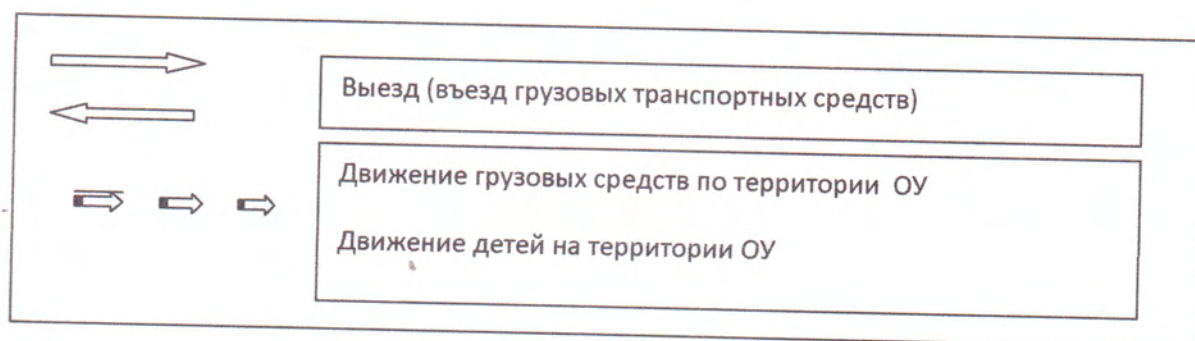 Выезд (въезд грузовых транспортных средств)
Движение грузовых средств по территории ОУ
Движение детей на территории ОУ